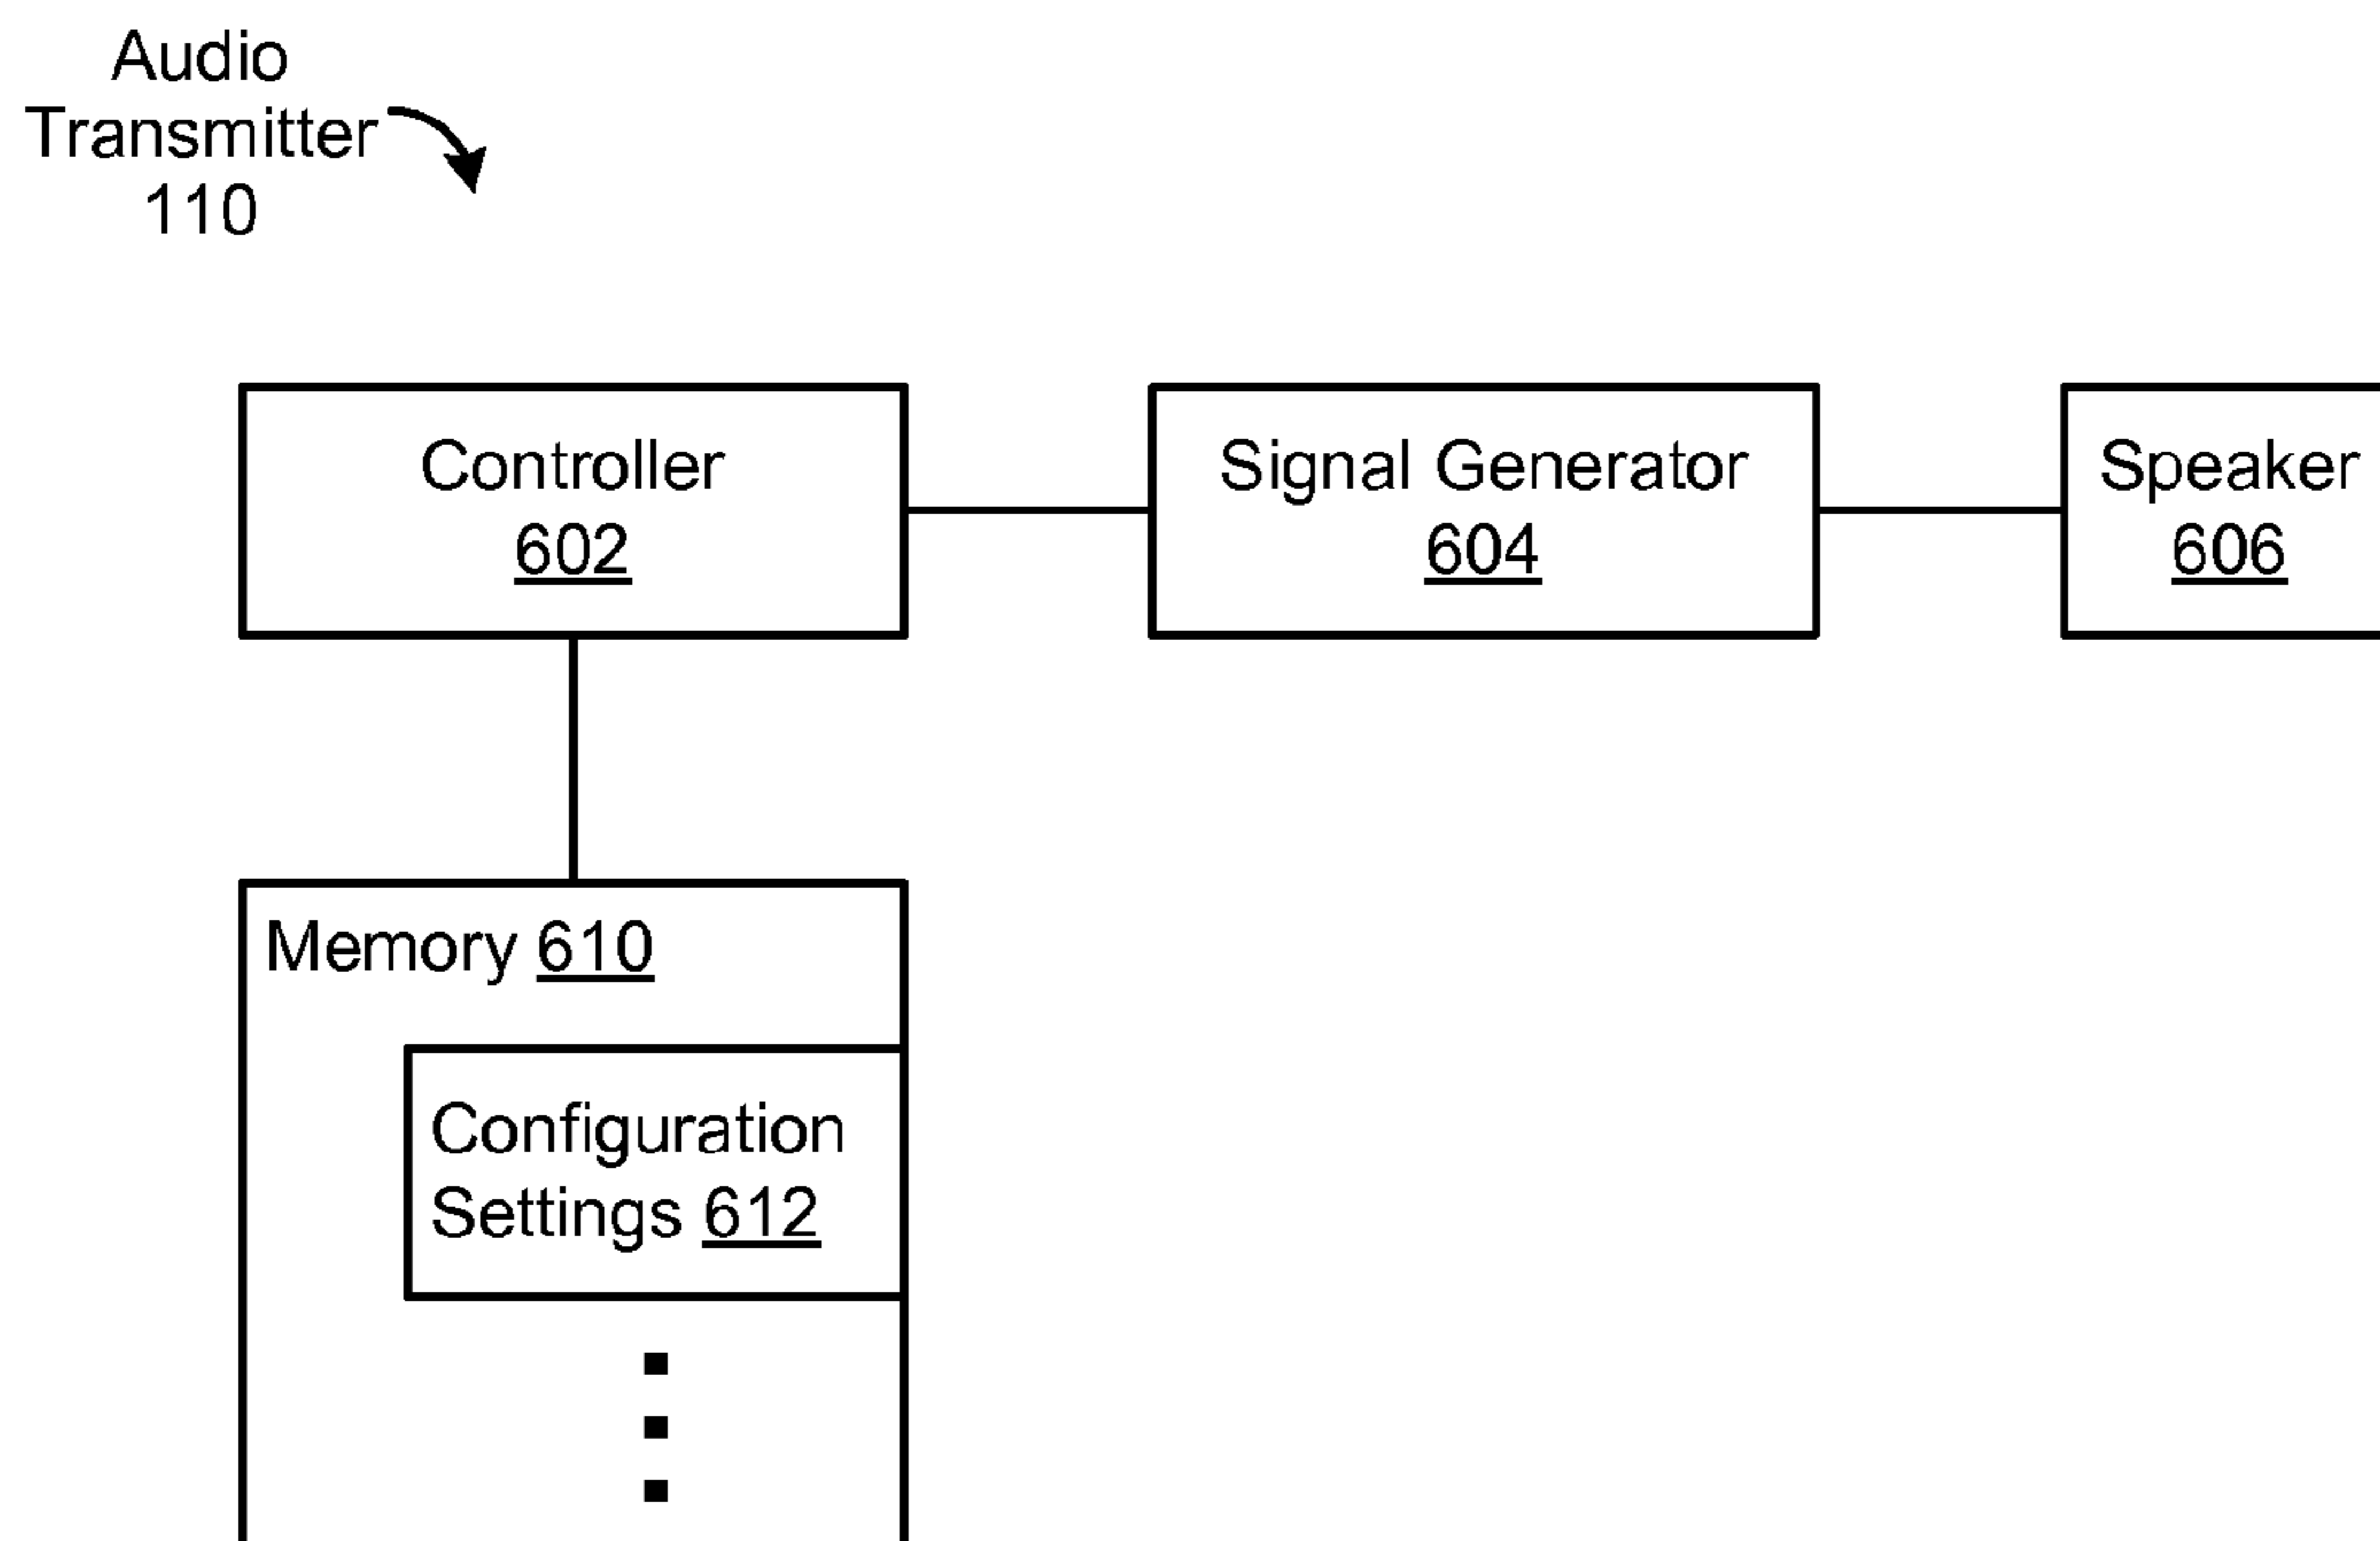 Audio
Transmitter
110
Controller
602
Signal Generator
604
Speaker
606
Memory 610
Configuration
Settings 612